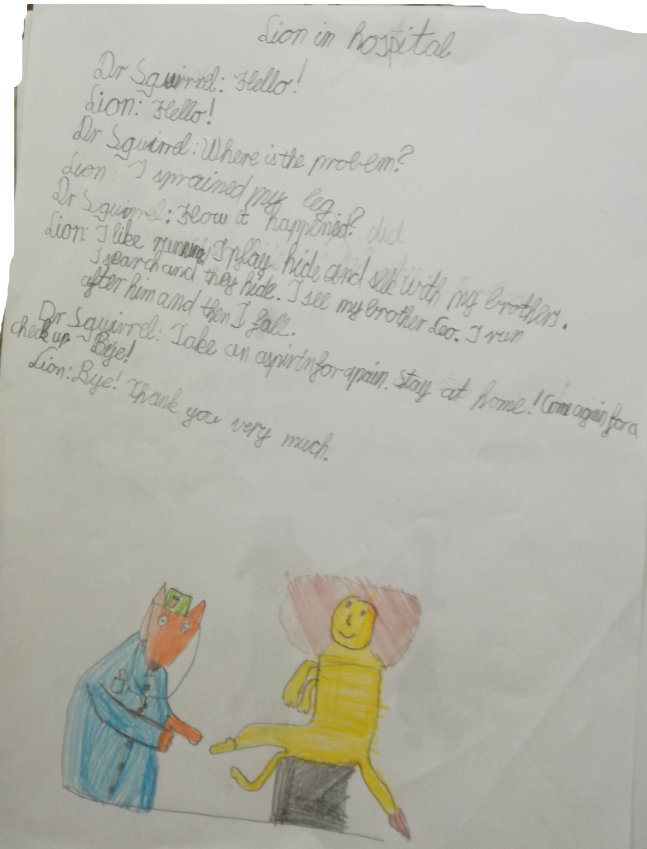 Lion in hospital
Dr Squirrel: Hello!
Lion: Hello!
Dr Squirrel: Where is the problem?
Lion: I sprained my leg
Dr Squirrel: How it happened? did
Lion: I like running I play hide and see with my brothers.
I search and they hide. I see my brother Leo. I run
after him and then I fall.
Dr Squirrel: Take an aspirin for a pain. Stay at home! Come again for a
check up Bye!
Lion: Bye! Thank you very much.